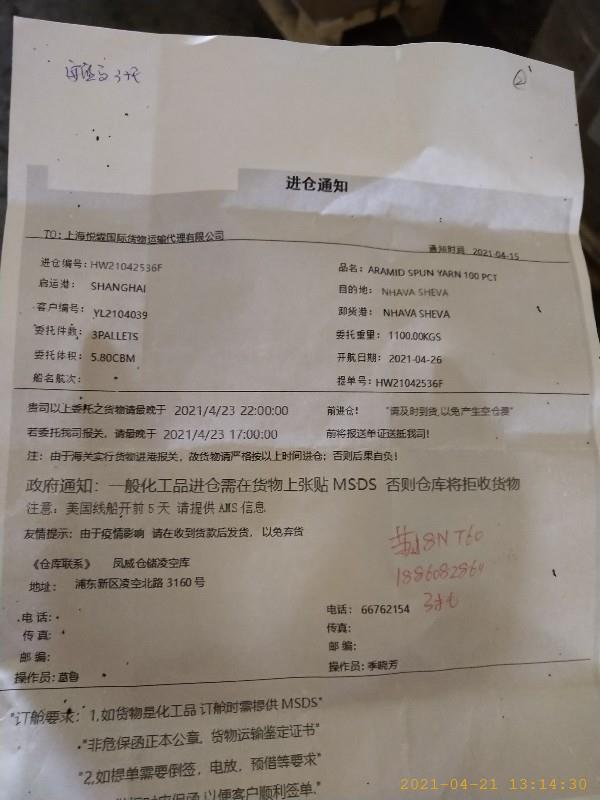 ②
进仓通知
TO: 上海悦霖国际货物运输代理有限公司
通知时间 2021-04-15
进仓编号: HW21042536F
品名: ARAMID SPUN YARN 100 PCT
启运港: SHANGHAI
目的地: NHAVA SHEVA
客户编号: YL2104039
卸货港: NHAVA SHEVA
委托件数: 3PALLETS
委托重量: 1100.00KGS
委托体积: 5.80CBM
开航日期: 2021-04-26
船名航次:
提单号: HW21042536F
贵司以上委托之货物请最晚于 2021/4/23 22:00:00 前进仓! "请及时到货,以免产生空仓费"
若委托我司报关, 请最晚于 2021/4/23 17:00:00 前将报送单证送抵我司!
注: 由于海关实行货物进港报关, 故货物请严格按以上时间进仓; 否则后果自负!
政府通知: 一般化工品进仓需在货物上张贴 MSDS 否则仓库将拒收货物
注意: 美国线船开前 5 天 请提供 AMS 信息
友情提示: 由于疫情影响 请在收到货款后发货, 以免弃货
《仓库联系》 凤威仓储凌空库
地址: 浦东新区凌空北路 3160 号
8N T60
电话:
电话: 66762154
传真:
传真:
邮编:
邮编:
操作员:
操作员: 季晓芳
"订舱要求: 1,如货物是化工品 订舱时需提供 MSDS"
"非危保函正本公章, 货物运输鉴定证书"
"2,如提单需要倒签, 电放, 预借等要求"
以便客户顺利签单."
2021-04-21 13:14:30